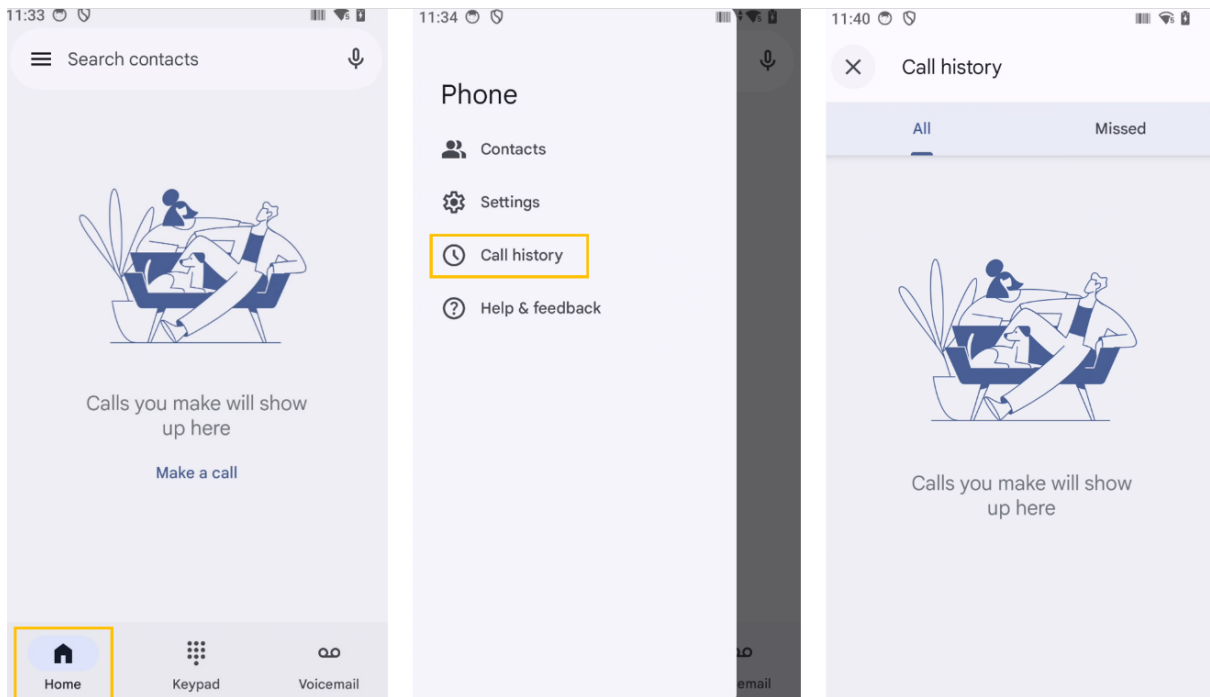 11:33
Search contacts
Calls you make will show
up here
Make a call
Home
Keypad
Voicemail
11:34
5
Phone
Contacts
Settings
Call history
Help & feedback
email
11:40
Call history
All
Missed
Calls you make will show
up here